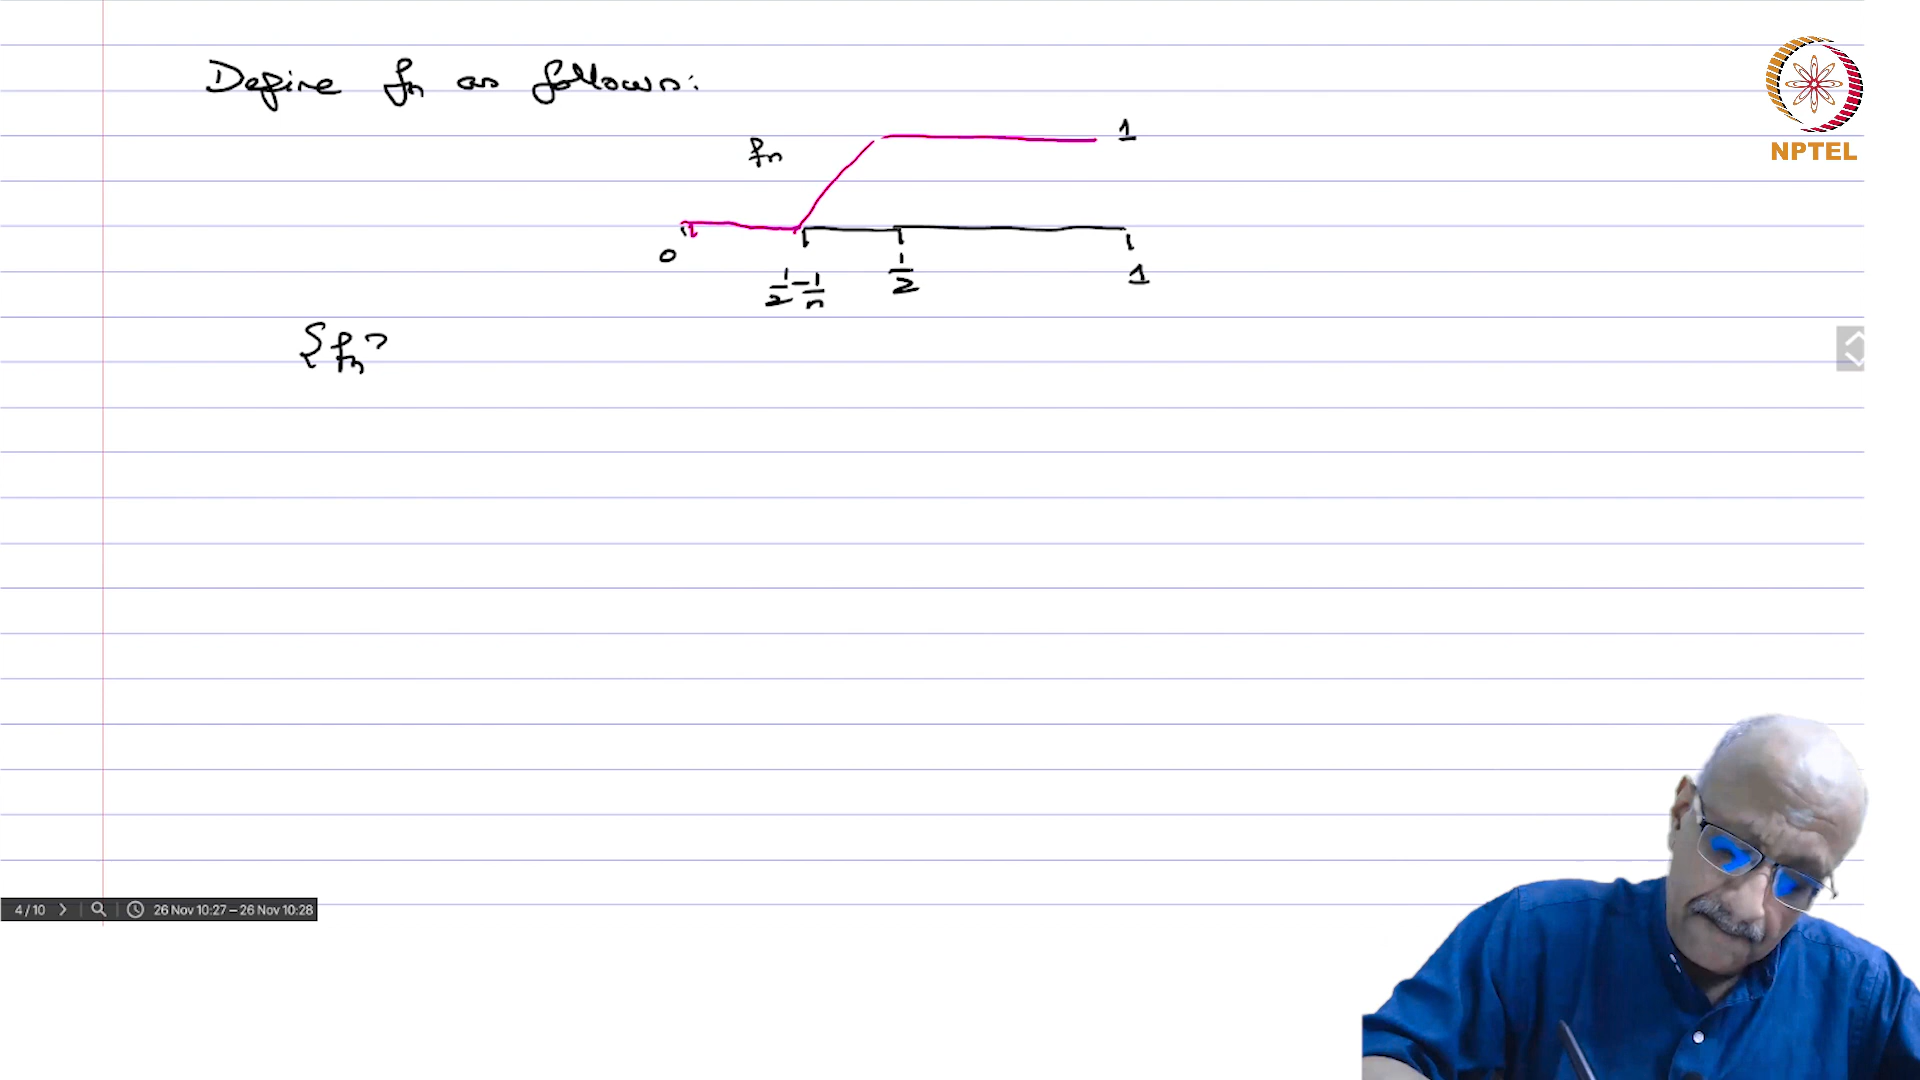 Define fn as follows:
fn 1
0 1/2 - 1/n 1/2 1
{fn}
NPTEL
4 / 10 26 Nov 10:27 – 26 Nov 10:28